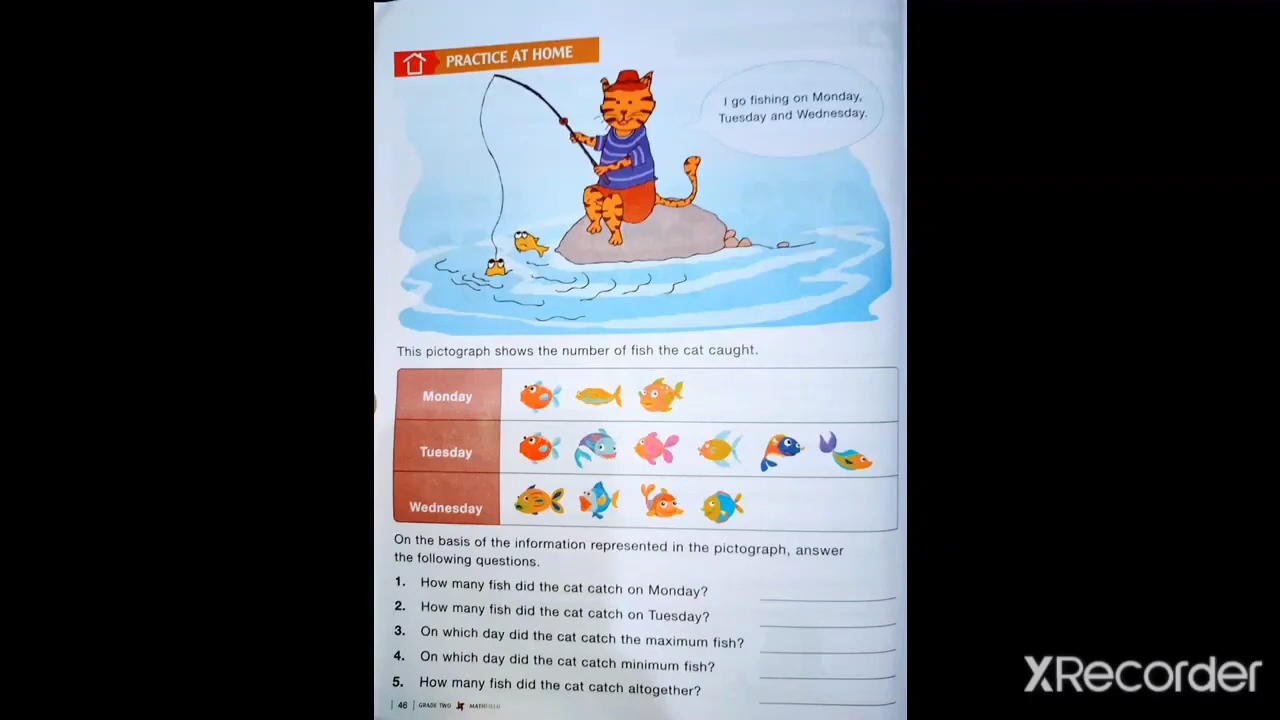 PRACTICE AT HOME
I go fishing on Monday,
Tuesday and Wednesday.
This pictograph shows the number of fish the cat caught.
Monday
Tuesday
Wednesday
On the basis of the information represented in the pictograph, answer
the following questions.
1. How many fish did the cat catch on Monday?
2. How many fish did the cat catch on Tuesday?
3. On which day did the cat catch the maximum fish?
4. On which day did the cat catch minimum fish?
5. How many fish did the cat catch altogether?
| 46 | GRADE TWO MATHFIELD
XRecorder